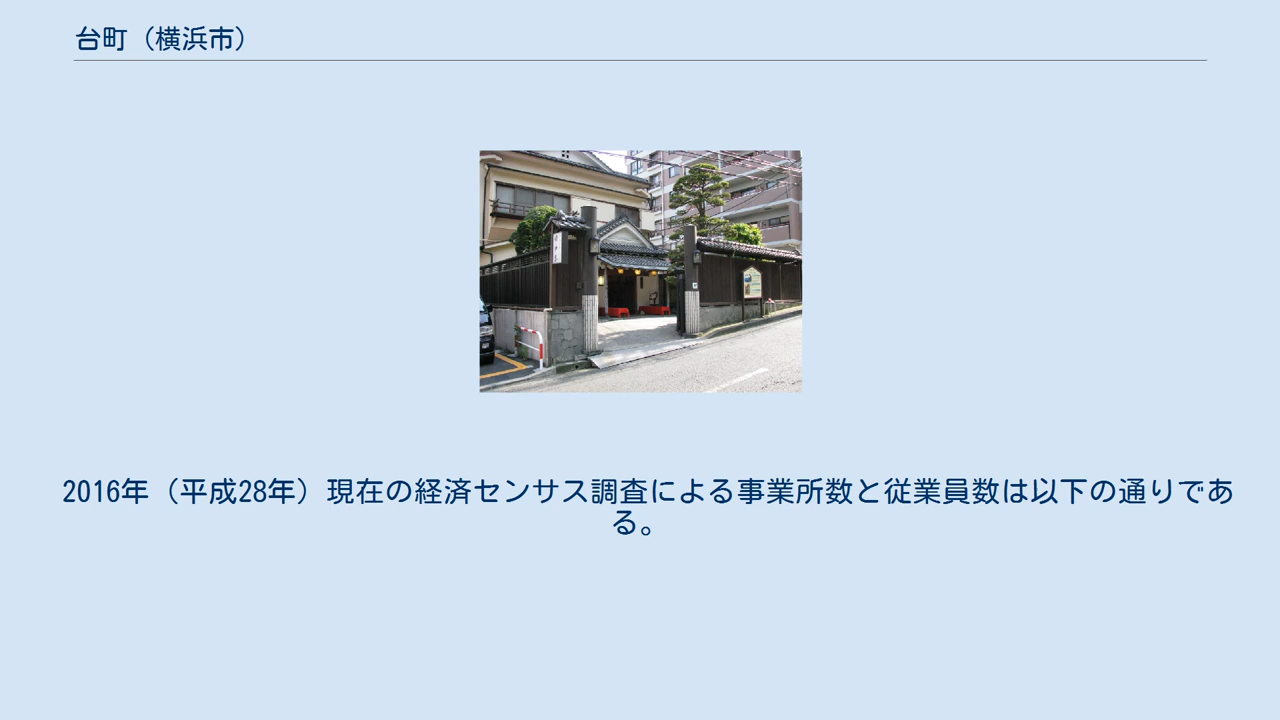 台町（横浜市）
2016年（平成28年）現在の経済センサス調査による事業所数と従業員数は以下の通りであ
る。